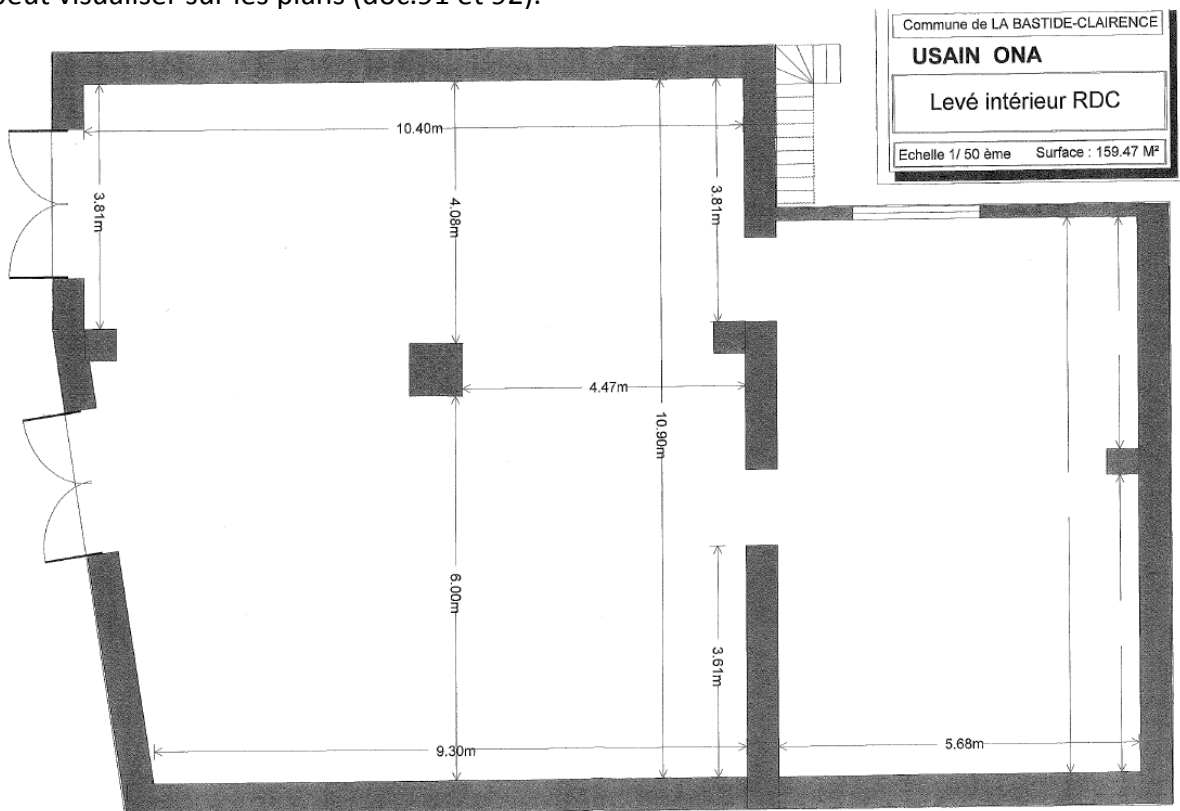 peut visualiser sur les plans (doc.91 et 92).
Commune de LA BASTIDE-CLAIRENCE
USAIN ONA
Levé intérieur RDC
Echelle 1/ 50 ème Surface : 159.47 M²
10.40m
3.81m
4.08m
3.81m
4.47m
10.90m
6.00m
3.61m
9.30m
5.68m